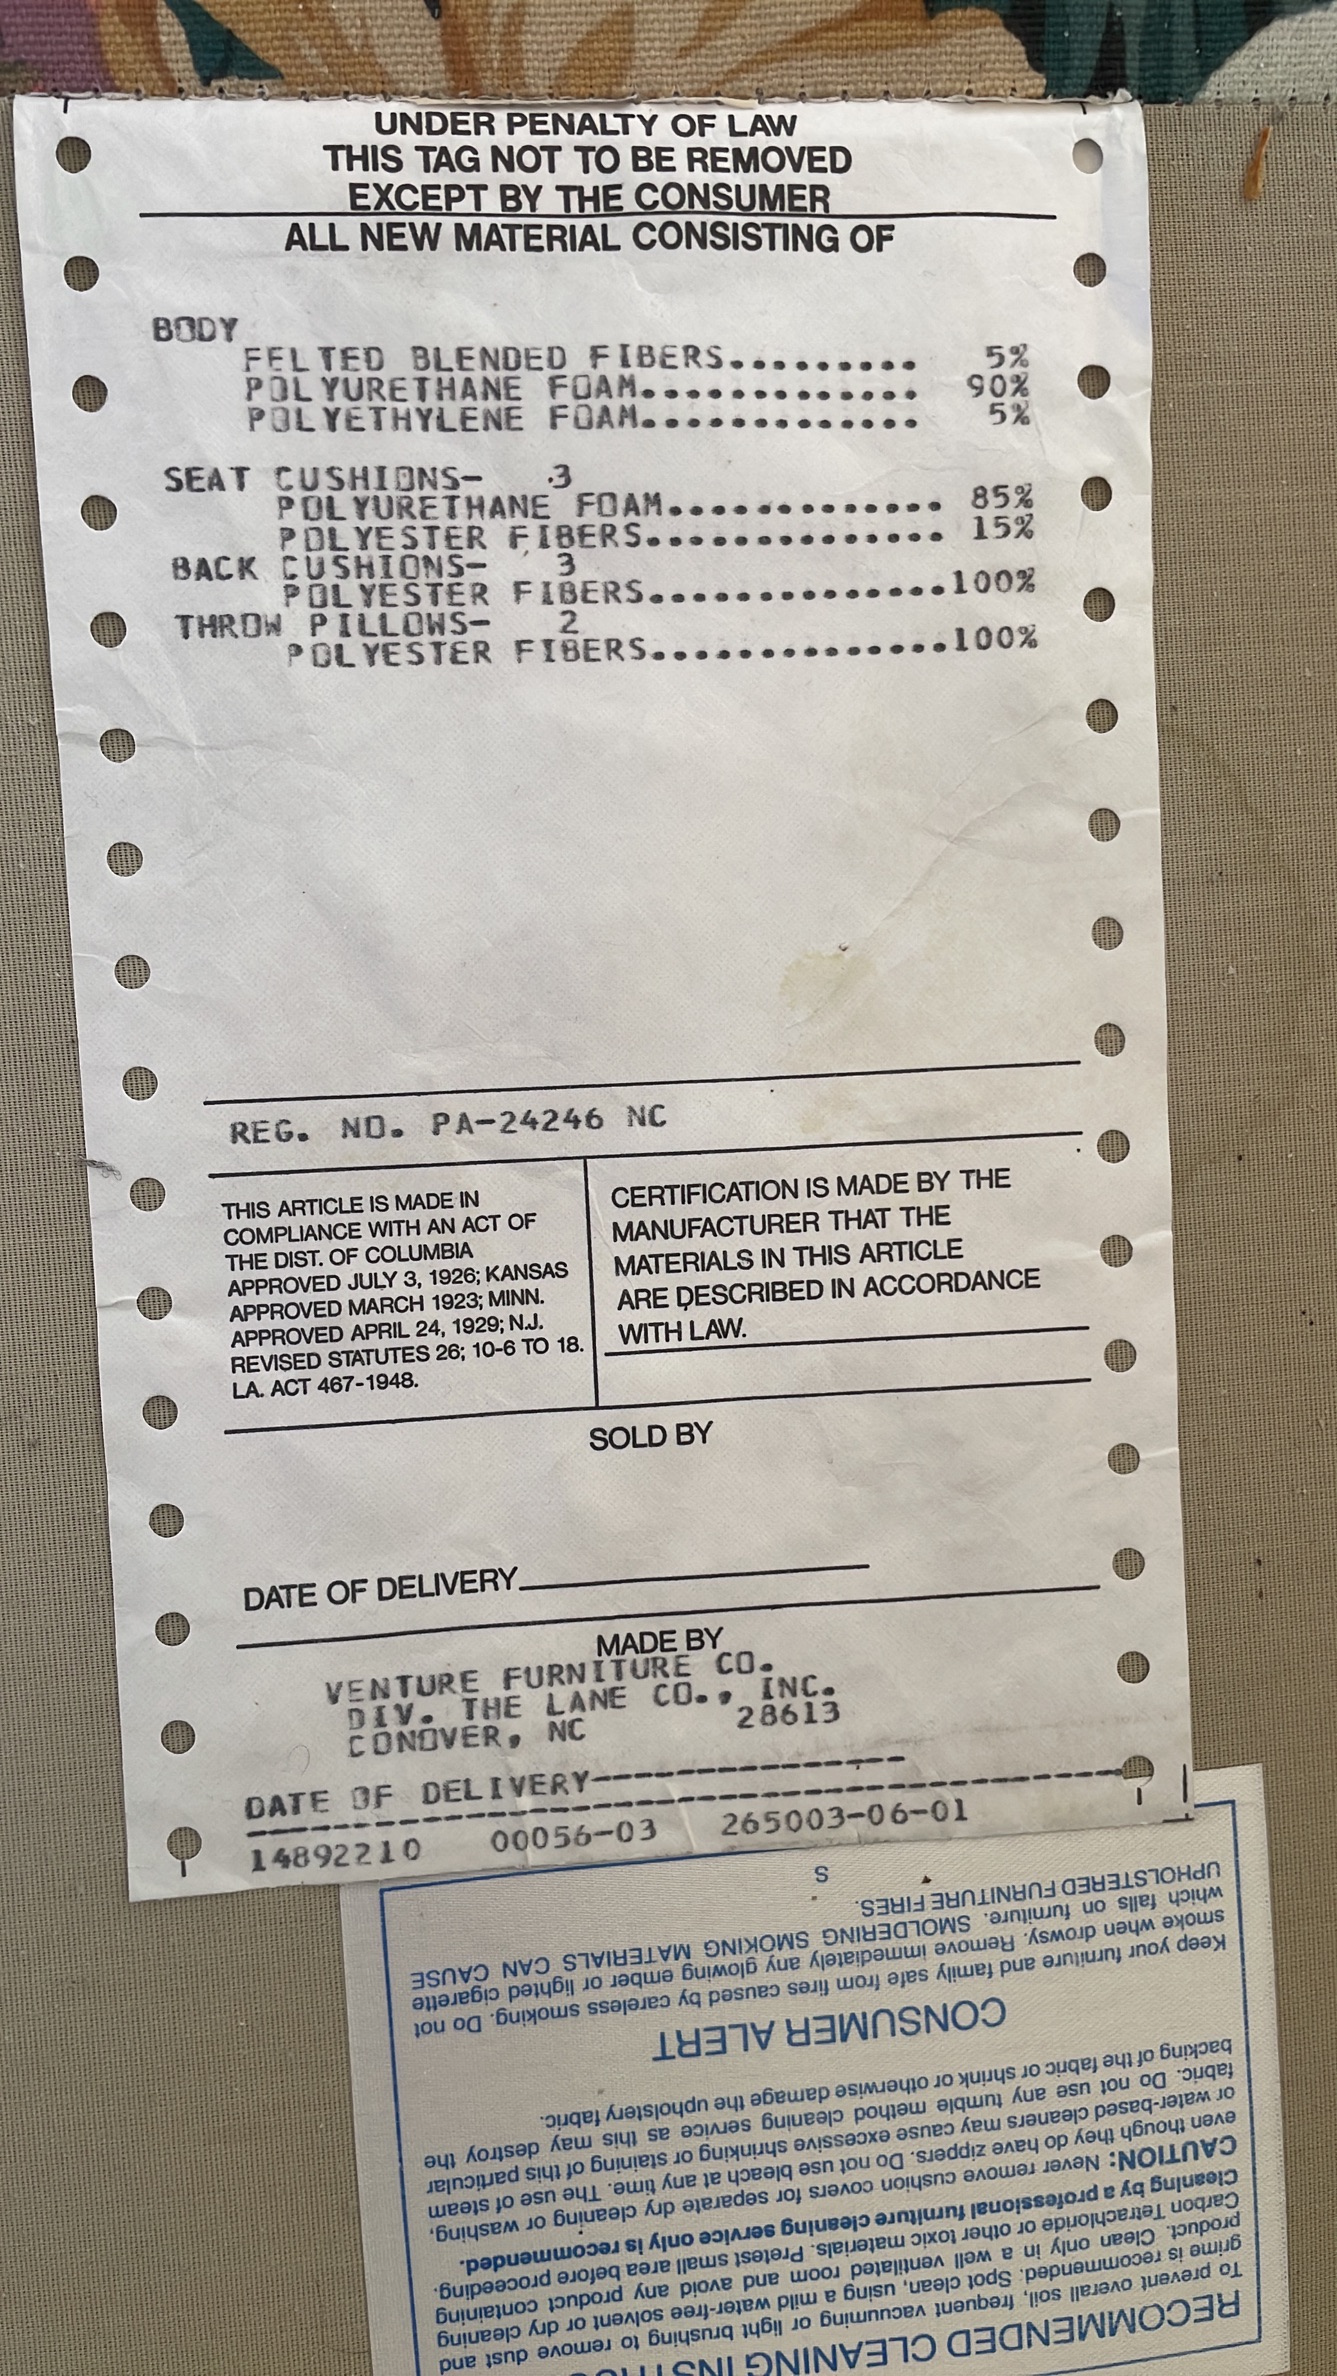 UNDER PENALTY OF LAW
THIS TAG NOT TO BE REMOVED
EXCEPT BY THE CONSUMER
ALL NEW MATERIAL CONSISTING OF
BODY
FELTED BLENDED FIBERS......... 5%
POLYURETHANE FOAM............. 90%
POLYETHYLENE FOAM............. 5%
SEAT CUSHIONS- 3
POLYURETHANE FOAM............. 85%
POLYESTER FIBERS.............. 15%
BACK CUSHIONS- 3
POLYESTER FIBERS..............100%
THROW PILLOWS- 2
POLYESTER FIBERS..............100%
REG. NO. PA-24246 NC
THIS ARTICLE IS MADE IN
COMPLIANCE WITH AN ACT OF
THE DIST. OF COLUMBIA
APPROVED JULY 3, 1926; KANSAS
APPROVED MARCH 1923; MINN.
APPROVED APRIL 24, 1929; N.J.
REVISED STATUTES 26; 10-6 TO 18.
LA. ACT 467-1948.
CERTIFICATION IS MADE BY THE
MANUFACTURER THAT THE
MATERIALS IN THIS ARTICLE
ARE DESCRIBED IN ACCORDANCE
WITH LAW.
SOLD BY
DATE OF DELIVERY
MADE BY
VENTURE FURNITURE CO.
DIV. THE LANE CO., INC.
CONOVER, NC 28613
DATE OF DELIVERY--------------
14892210 00056-03 265003-06-01
RECOMMENDED CLEANING
To prevent overall soil, frequent vacuuming or light brushing to remove dust and
grime is recommended. Spot clean, using a mild water-free solvent or dry cleaning
product. Clean only in a well ventilated room and avoid any product containing
Carbon Tetrachloride or other toxic materials. Pretest small area before proceeding.
Cleaning by a professional furniture cleaning service only is recommended.
CAUTION: Never remove cushion covers for separate dry cleaning or washing,
even though they do have zippers. Do not use bleach at any time. The use of steam
or water-based cleaners may cause excessive shrinking or staining of this particular
fabric. Do not use any tumble method cleaning service as this may destroy the
backing of the fabric or shrink or otherwise damage the upholstery fabric.
CONSUMER ALERT
Keep your furniture and family safe from fires caused by careless smoking. Do not
smoke when drowsy. Remove immediately any glowing ember or lighted cigarette
which falls on furniture. SMOLDERING SMOKING MATERIALS CAN CAUSE
UPHOLSTERED FURNITURE FIRES.
S